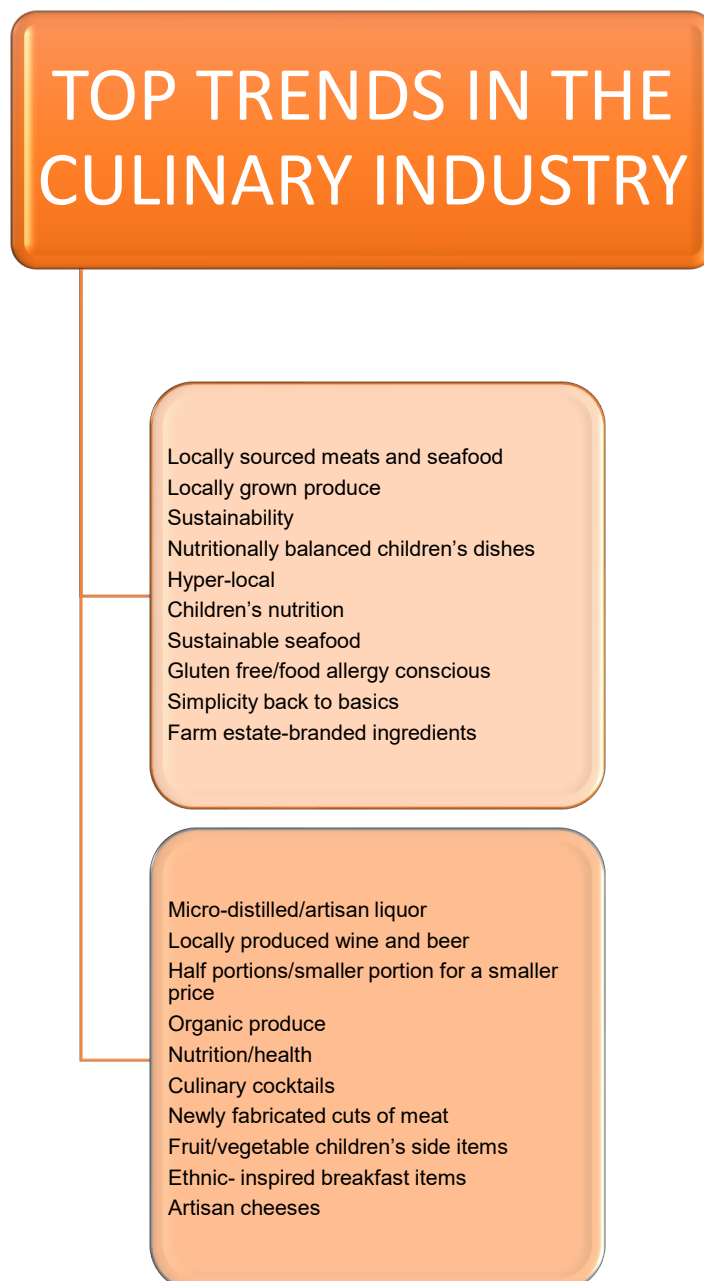 TOP TRENDS IN THE
CULINARY INDUSTRY
Locally sourced meats and seafood
Locally grown produce
Sustainability
Nutritionally balanced children’s dishes
Hyper-local
Children’s nutrition
Sustainable seafood
Gluten free/food allergy conscious
Simplicity back to basics
Farm estate-branded ingredients
Micro-distilled/artisan liquor
Locally produced wine and beer
Half portions/smaller portion for a smaller
price
Organic produce
Nutrition/health
Culinary cocktails
Newly fabricated cuts of meat
Fruit/vegetable children’s side items
Ethnic- inspired breakfast items
Artisan cheeses